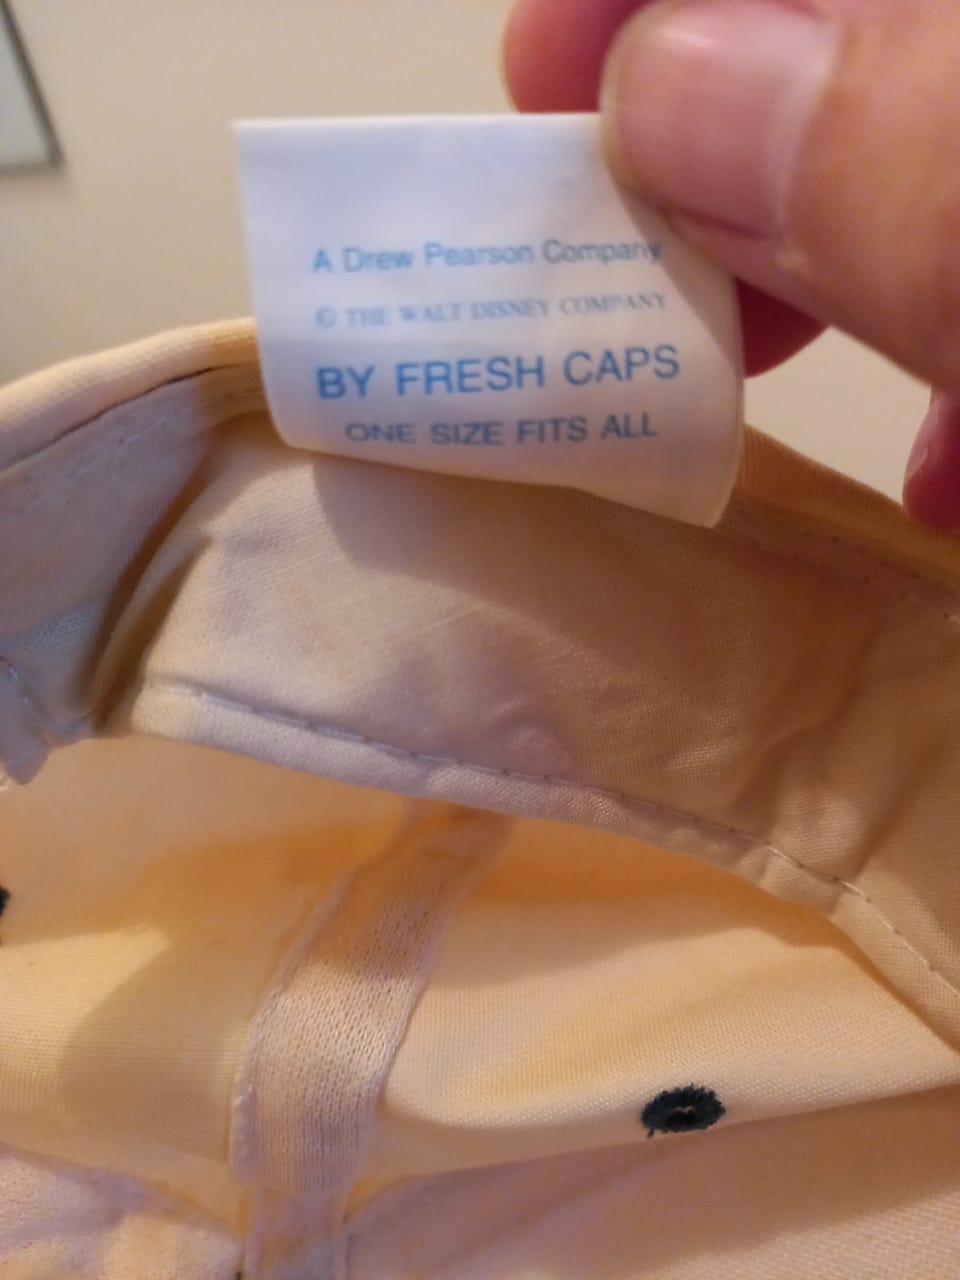 A Drew Pearson Company
© THE WALT DISNEY COMPANY
BY FRESH CAPS
ONE SIZE FITS ALL